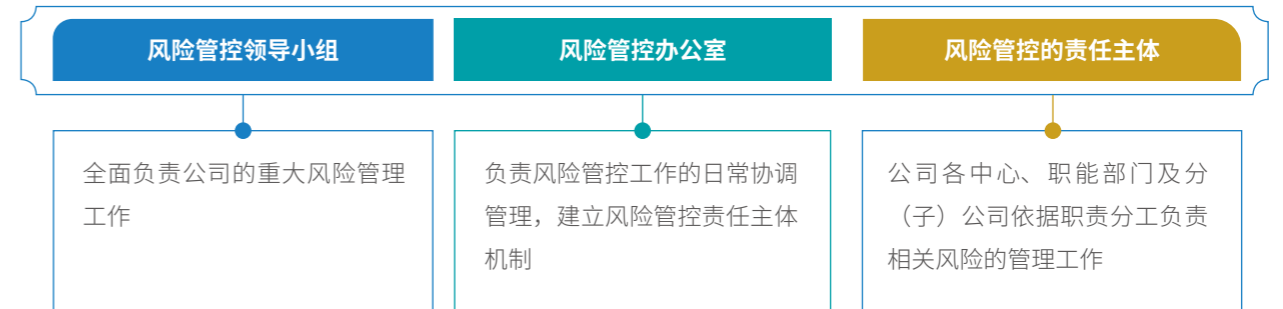 风险管控领导小组
风险管控办公室
风险管控的责任主体
全面负责公司的重大风险管理
工作
负责风险管控工作的日常协调
管理，建立风险管控责任主体
机制
公司各中心、职能部门及分
（子）公司依据职责分工负责
相关风险的管理工作